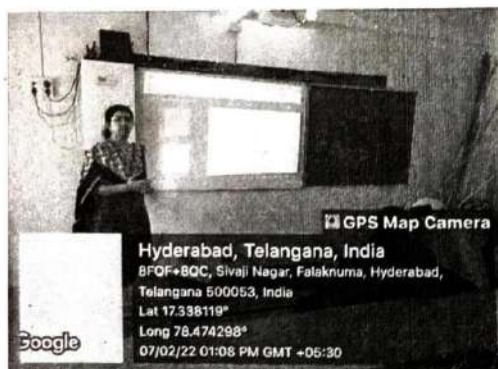 GPS Map Camera
Hyderabad, Telangana, India
8FQF+8QC, Sivaji Nagar, Falaknuma, Hyderabad,
Telangana 500053, India
Lat 17.338119°
Long 78.474298°
07/02/22 01:08 PM GMT +05:30
Google